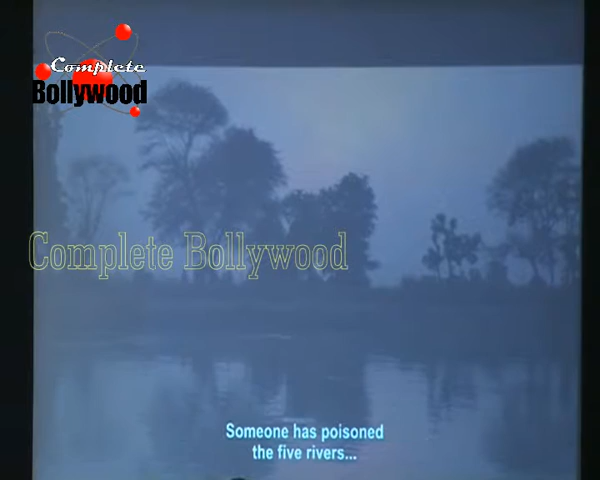 Complete
Bollywood
Complete Bollywood
Someone has poisoned
the five rivers...